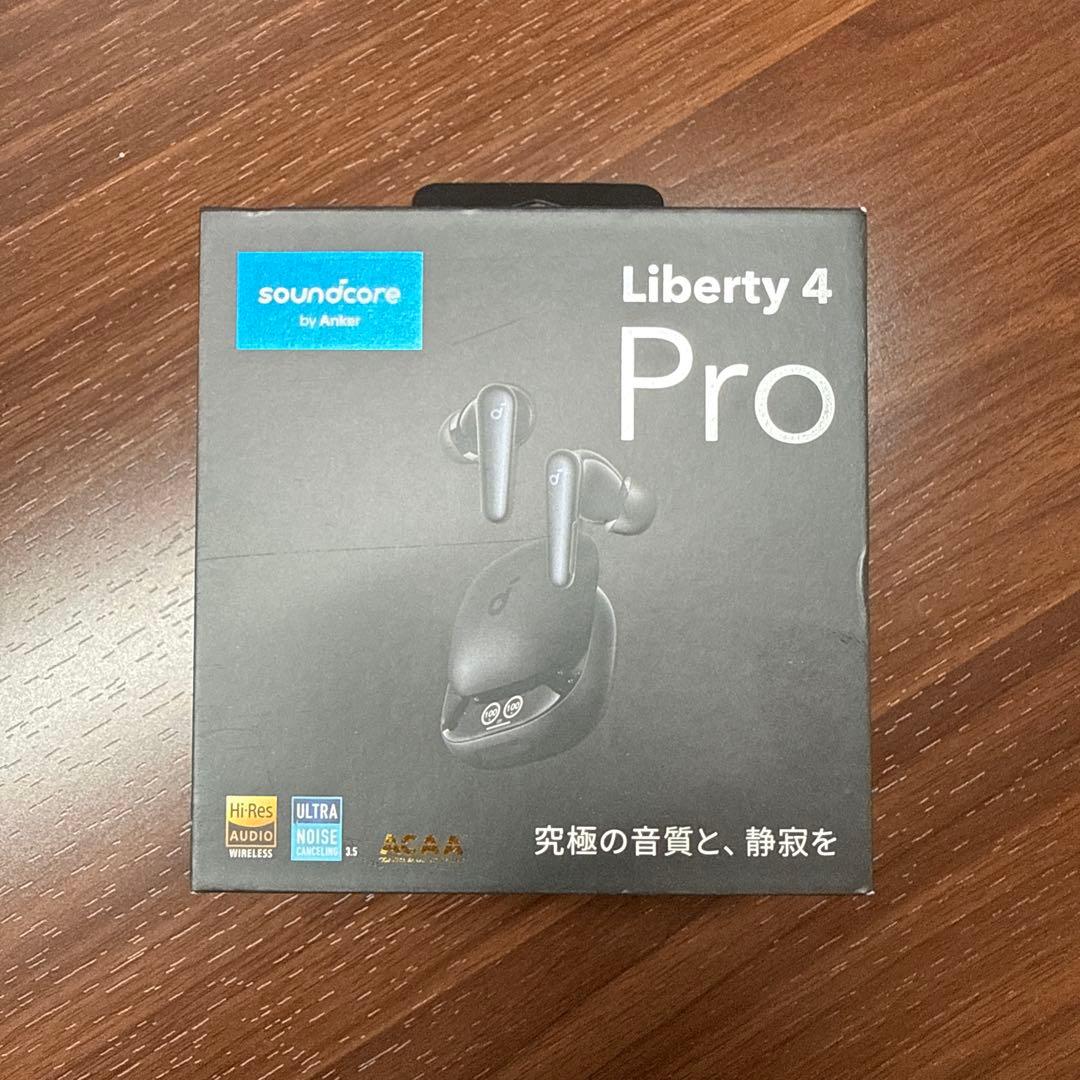 soundcore
by Anker
Liberty 4
Pro
100 100
Hi-Res
AUDIO
WIRELESS
ULTRA
NOISE
CANCELING 3.5
ACAA
究極の音質と、静寂を